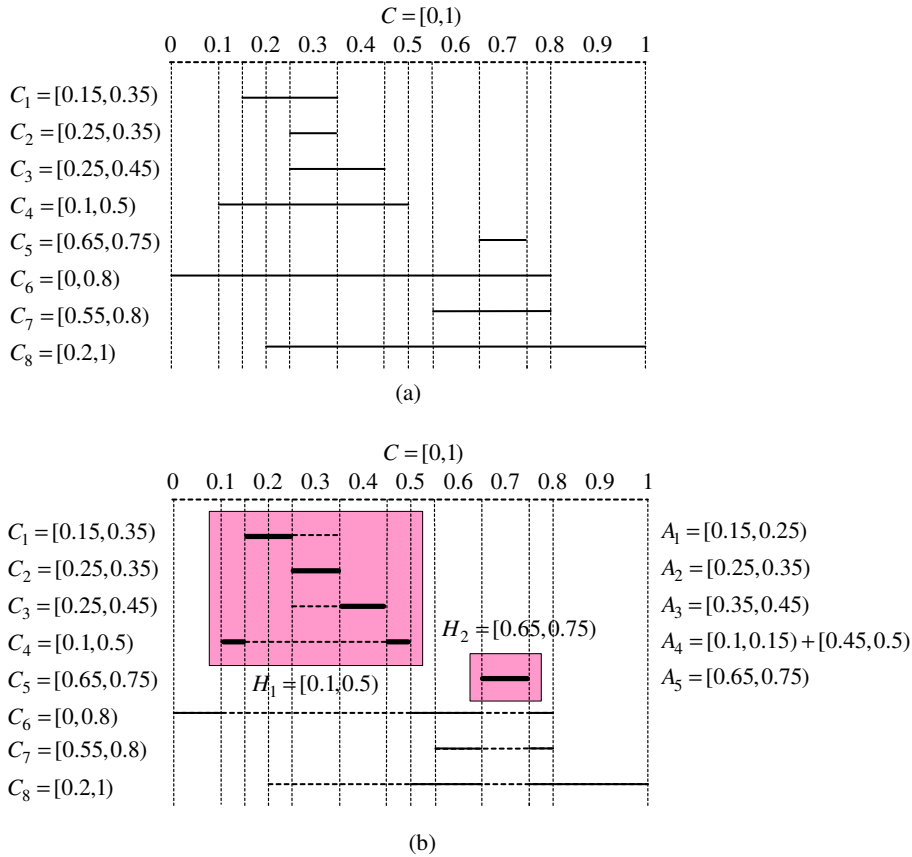 C = [0,1)
0 0.1 0.2 0.3 0.4 0.5 0.6 0.7 0.8 0.9 1
C₁ = [0.15, 0.35)
C₂ = [0.25, 0.35)
C₃ = [0.25, 0.45)
C₄ = [0.1, 0.5)
C₅ = [0.65, 0.75)
C₆ = [0, 0.8)
C₇ = [0.55, 0.8)
C₈ = [0.2, 1)
(a)
C = [0,1)
0 0.1 0.2 0.3 0.4 0.5 0.6 0.7 0.8 0.9 1
C₁ = [0.15, 0.35) A₁ = [0.15, 0.25)
C₂ = [0.25, 0.35) A₂ = [0.25, 0.35)
C₃ = [0.25, 0.45) A₃ = [0.35, 0.45)
C₄ = [0.1, 0.5) H₂ = [0.65, 0.75) A₄ = [0.1, 0.15) + [0.45, 0.5)
C₅ = [0.65, 0.75) H₁ = [0.1, 0.5) A₅ = [0.65, 0.75)
C₆ = [0, 0.8)
C₇ = [0.55, 0.8)
C₈ = [0.2, 1)
(b)